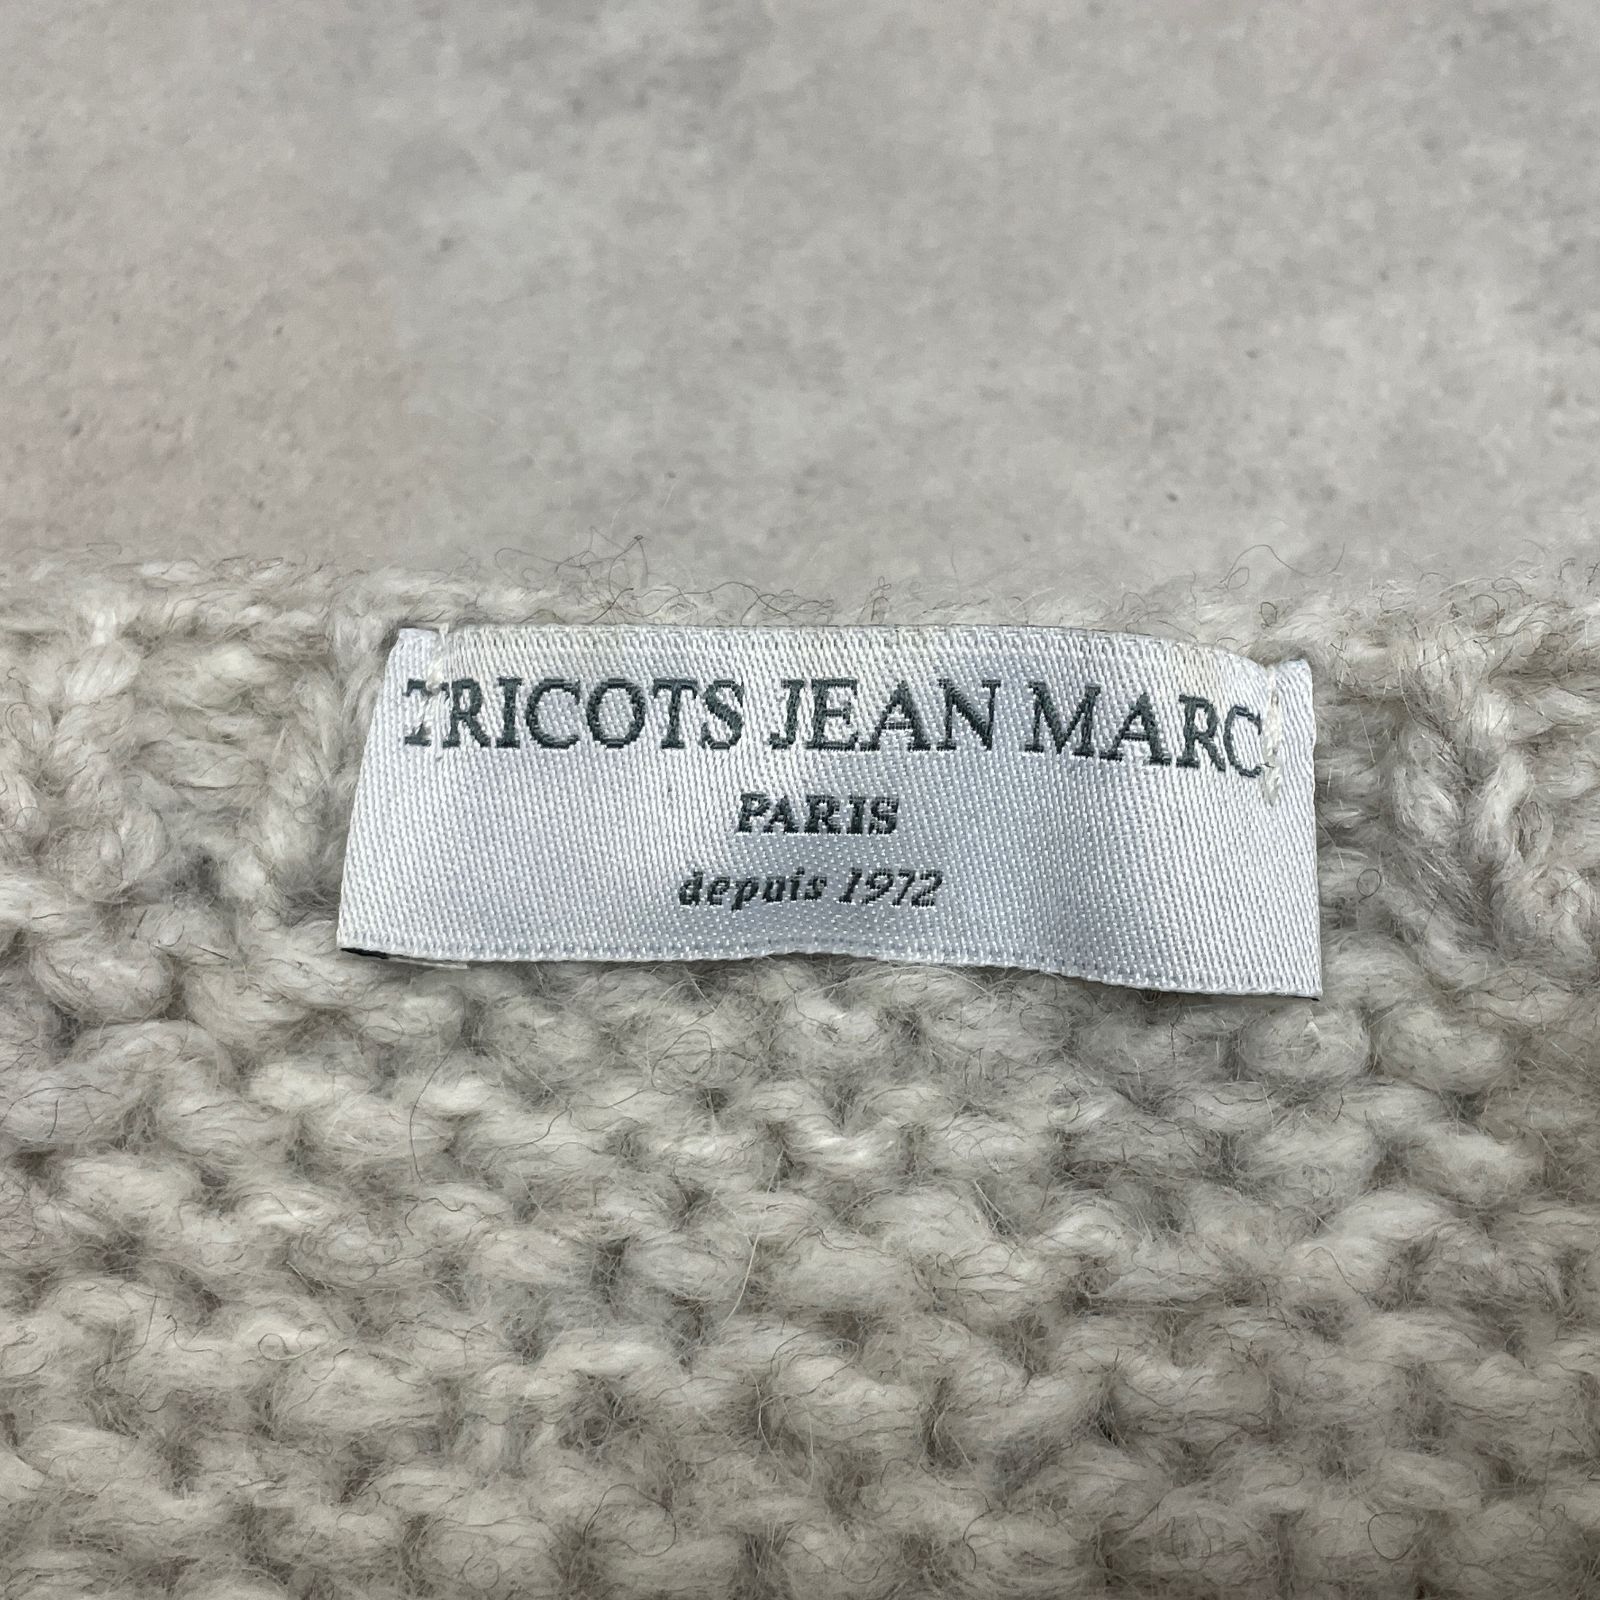 TRICOTS JEAN MARC
PARIS
depuis 1972